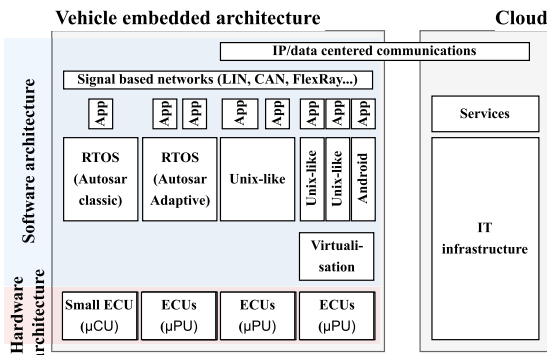 Vehicle embedded architecture
Cloud
IP/data centered communications
Signal based networks (LIN, CAN, FlexRay...)
App
App
App
App
App
App
App
App
Services
RTOS
(Autosar
classic)
RTOS
(Autosar
Adaptive)
Unix-like
Unix-like
Unix-like
Android
IT
infrastructure
Virtuali-
sation
Small ECU
(µCU)
ECUs
(µPU)
ECUs
(µPU)
ECUs
(µPU)
Software architecture
Hardware
architecture